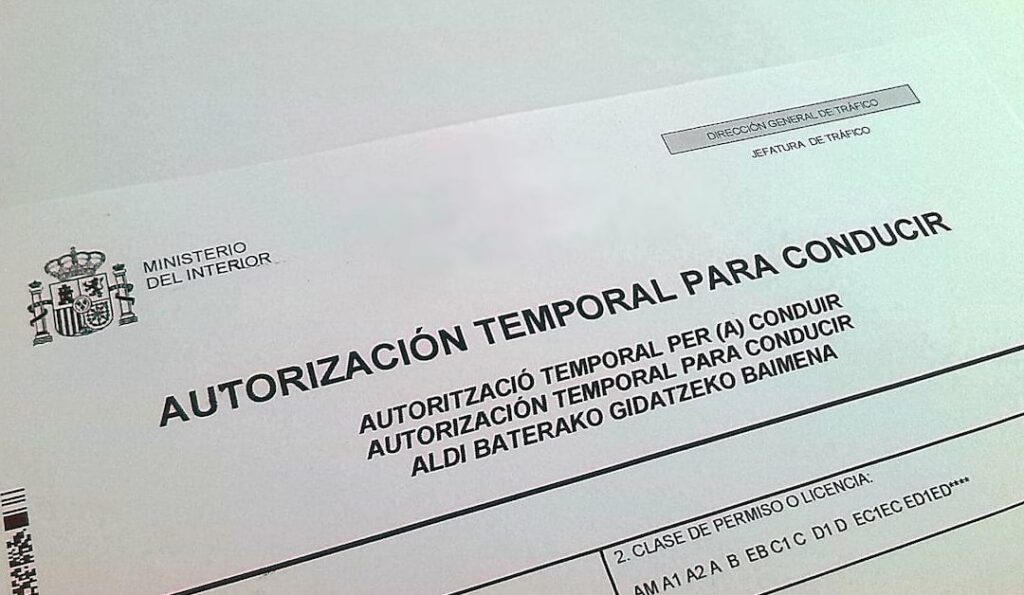 DIRECCIÓN GENERAL DE TRÁFICO
JEFATURA DE TRÁFICO
MINISTERIO
DEL INTERIOR
AUTORIZACIÓN TEMPORAL PARA CONDUCIR
AUTORITZACIÓ TEMPORAL PER (A) CONDUIR
AUTORIZACIÓN TEMPORAL PARA CONDUCIR
ALDI BATERAKO GIDATZEKO BAIMENA
2. CLASE DE PERMISO O LICENCIA:
AM A1 A2 A B EB C1 C D1 D EC1EC ED1ED****